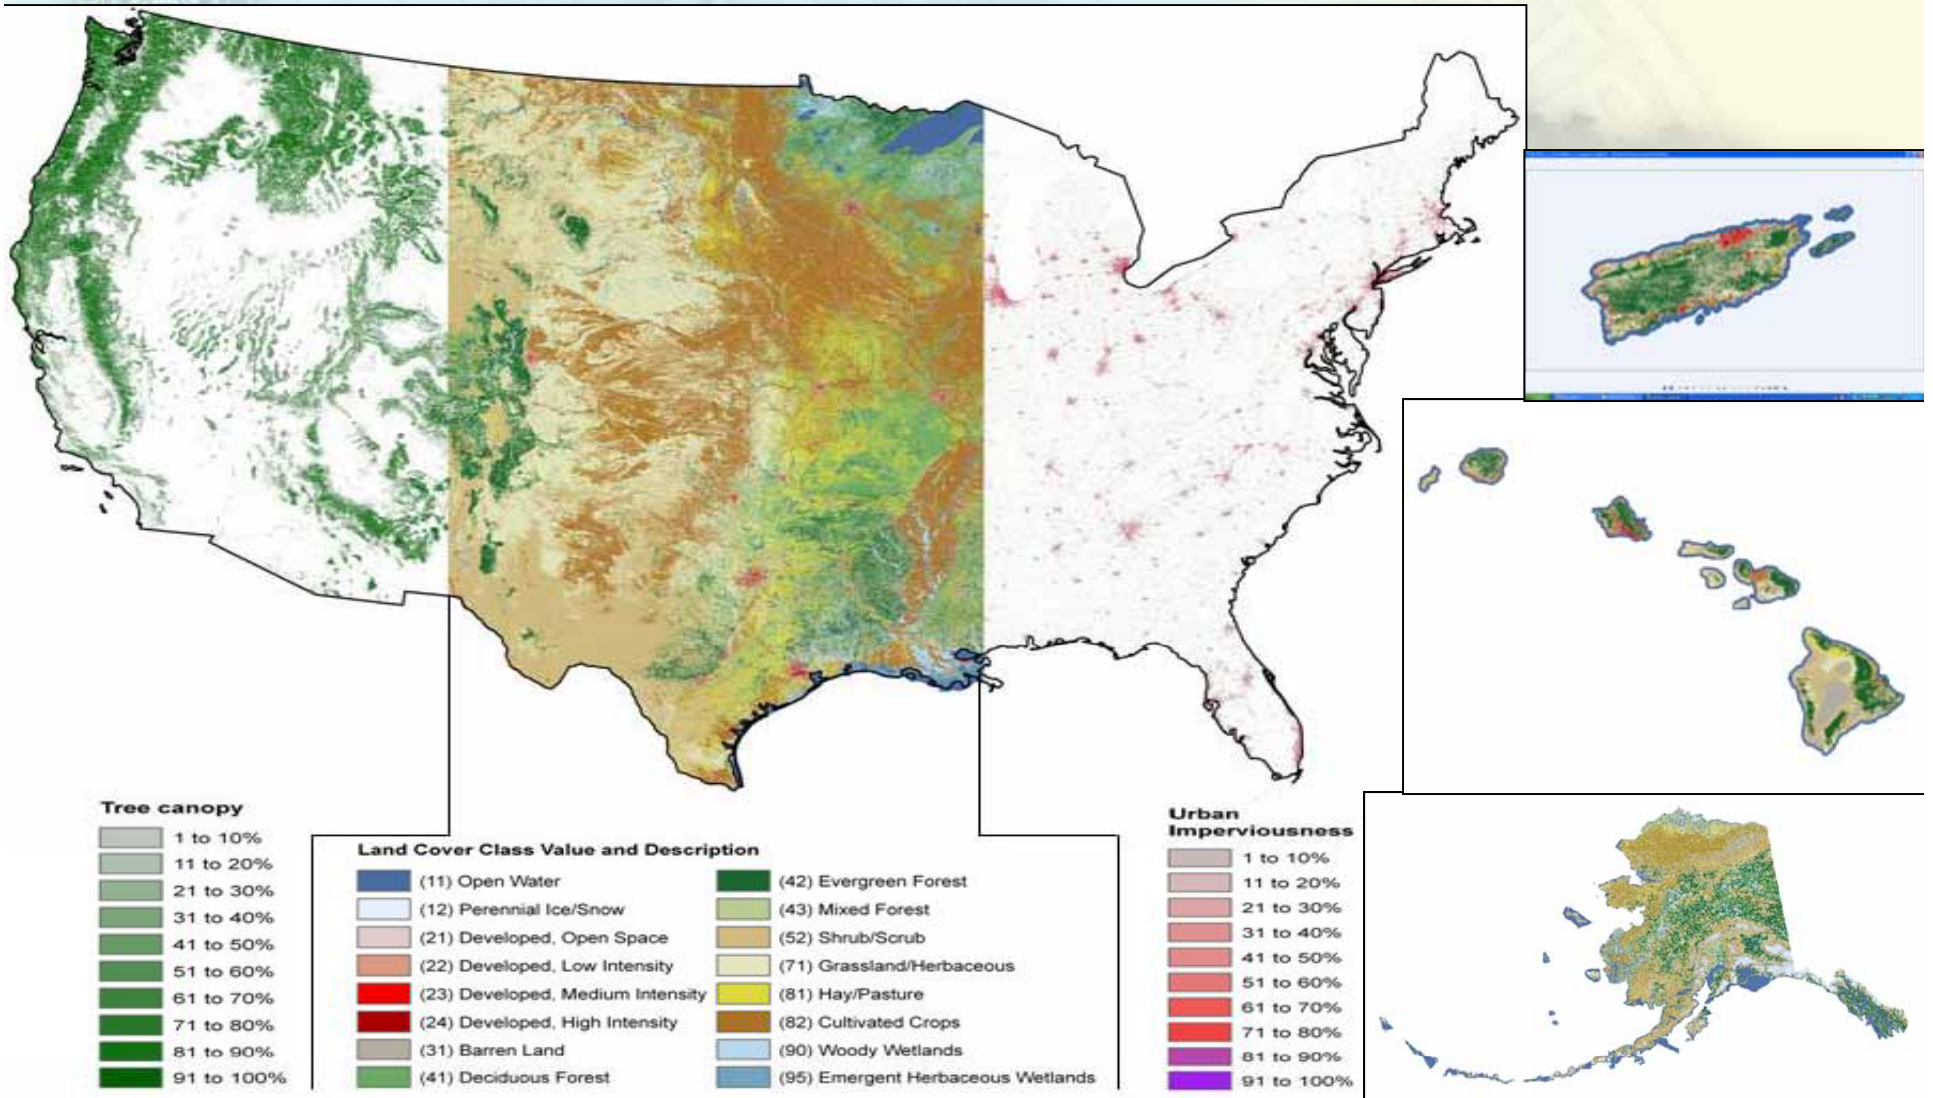 Tree canopy
1 to 10%
11 to 20%
21 to 30%
31 to 40%
41 to 50%
51 to 60%
61 to 70%
71 to 80%
81 to 90%
91 to 100%
Land Cover Class Value and Description
(11) Open Water
(12) Perennial Ice/Snow
(21) Developed, Open Space
(22) Developed, Low Intensity
(23) Developed, Medium Intensity
(24) Developed, High Intensity
(31) Barren Land
(41) Deciduous Forest
(42) Evergreen Forest
(43) Mixed Forest
(52) Shrub/Scrub
(71) Grassland/Herbaceous
(81) Hay/Pasture
(82) Cultivated Crops
(90) Woody Wetlands
(95) Emergent Herbaceous Wetlands
Urban
Imperviousness
1 to 10%
11 to 20%
21 to 30%
31 to 40%
41 to 50%
51 to 60%
61 to 70%
71 to 80%
81 to 90%
91 to 100%